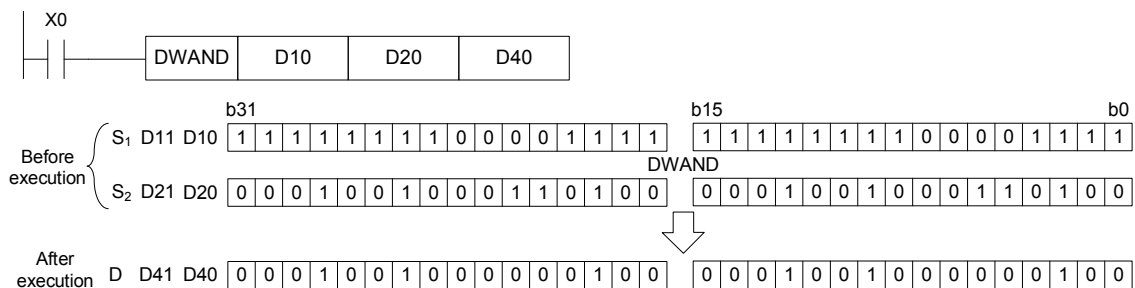 X0
DWAND D10 D20 D40
b31 b15 b0
S₁ D11 D10 1 1 1 1 1 1 1 1 0 0 0 0 1 1 1 1 1 1 1 1 1 1 1 1 0 0 0 0 1 1 1 1
Before
execution
DWAND
S₂ D21 D20 0 0 0 1 0 0 1 0 0 0 1 1 0 1 0 0 0 0 0 1 0 0 1 0 0 0 1 1 0 1 0 0
After
execution D D41 D40 0 0 0 1 0 0 1 0 0 0 0 0 0 1 0 0 0 0 0 1 0 0 1 0 0 0 0 0 0 1 0 0